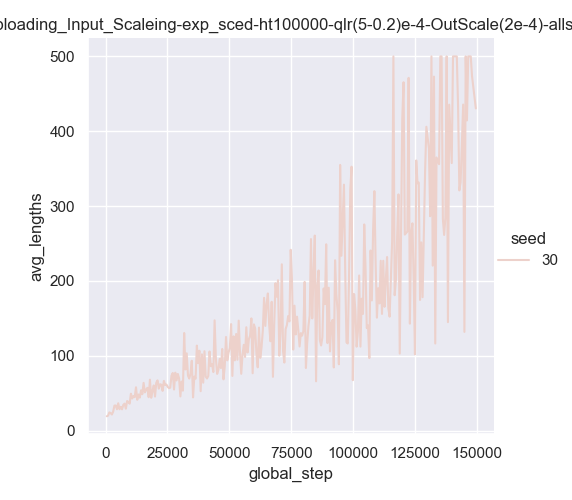 ploading_Input_Scaleing-exp_sced-ht100000-qlr(5-0.2)e-4-OutScale(2e-4)-alls
500
400
300
200
100
0
avg_lengths
seed
30
0 25000 50000 75000 100000 125000 150000
global_step